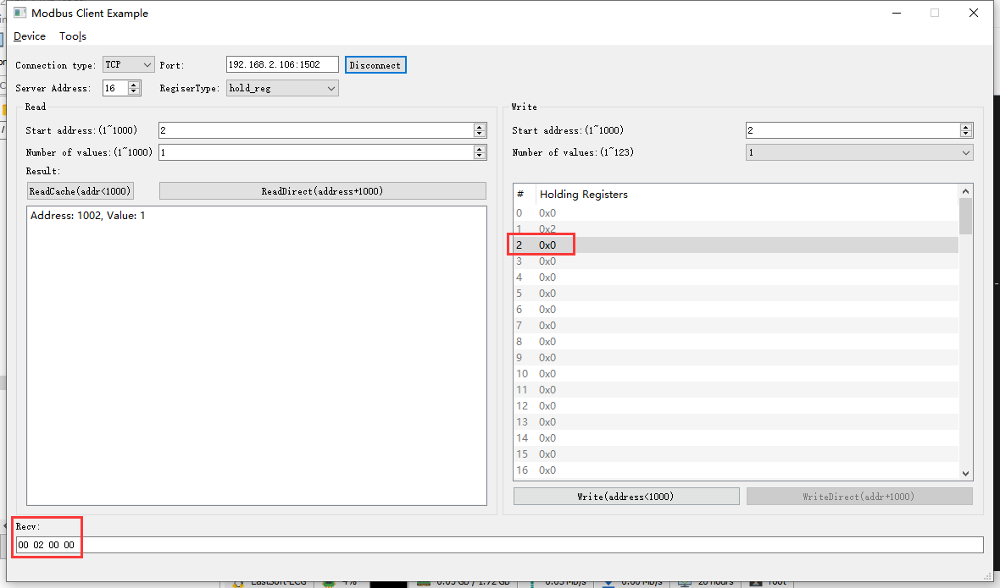 Modbus Client Example
Device Tools
Connection type: TCP Port: 192.168.2.106:1502 Disconnect
Server Address: 16 RegiserType: hold_reg
Read
Start address:(1~1000) 2
Number of values:(1~1000) 1
Result:
ReadCache(addr<1000) ReadDirect(address+1000)
Address: 1002, Value: 1
Write
Start address:(1~1000) 2
Number of values:(1~123) 1
# Holding Registers
0 0x0
1 0x2
2 0x0
3 0x0
4 0x0
5 0x0
6 0x0
7 0x0
8 0x0
9 0x0
10 0x0
11 0x0
12 0x0
13 0x0
14 0x0
15 0x0
16 0x0
Write(address<1000) WriteDirect(addr+1000)
Recv:
00 02 00 00